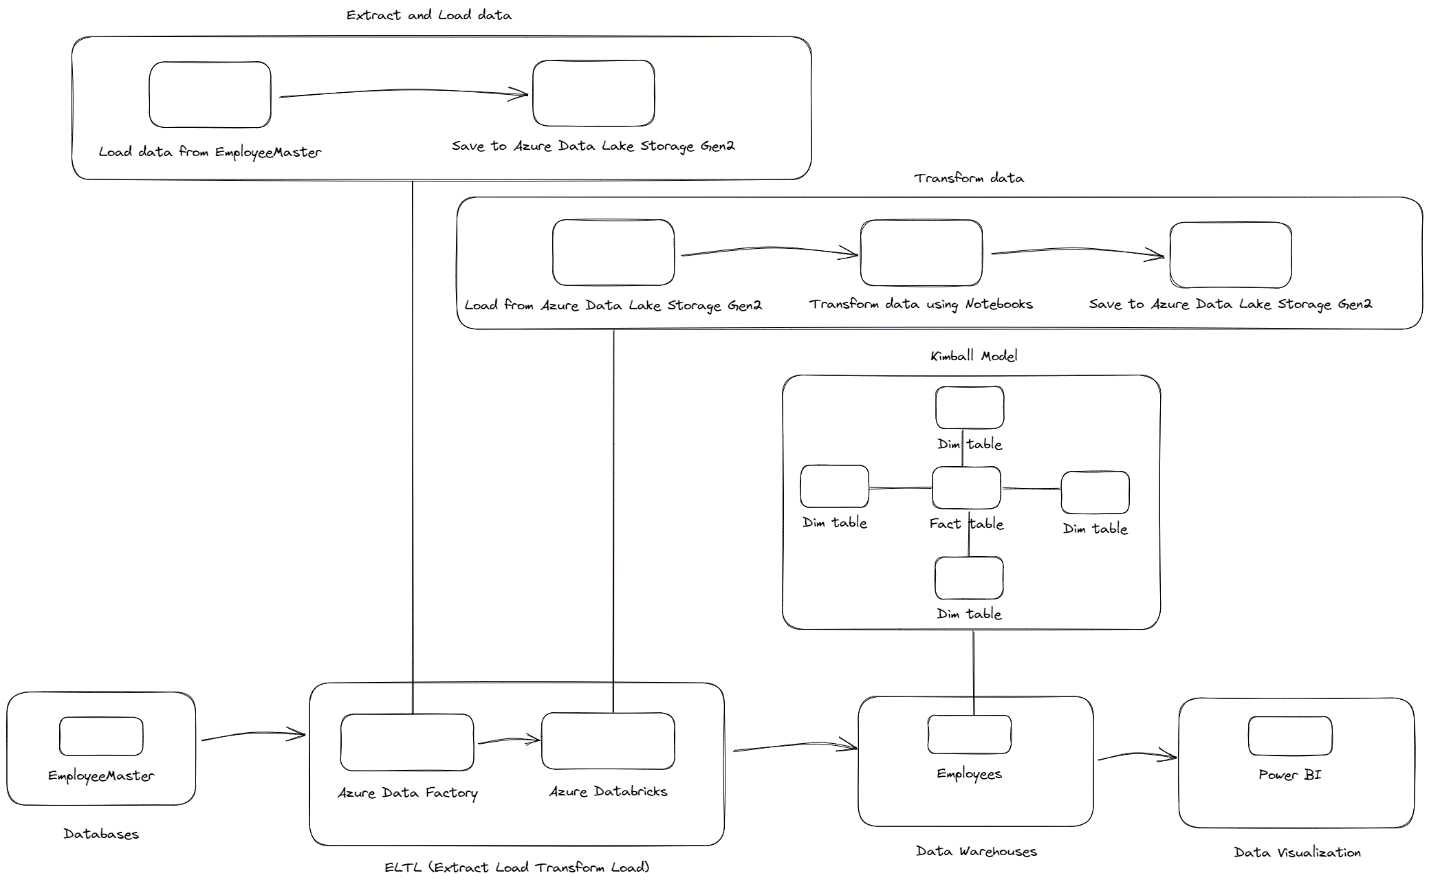 Extract and Load data
Load data from EmployeeMaster
Save to Azure Data Lake Storage Gen2
Transform data
Load from Azure Data Lake Storage Gen2
Transform data using Notebooks
Save to Azure Data Lake Storage Gen2
Kimball Model
Dim table
Dim table
Fact table
Dim table
Dim table
EmployeeMaster
Databases
Azure Data Factory
Azure Databricks
ELTL (Extract Load Transform Load)
Employees
Data Warehouses
Power BI
Data Visualization